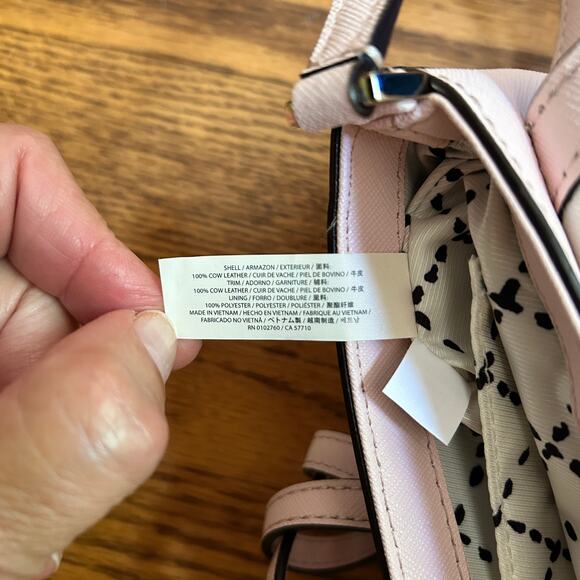 SHELL / ARMAZON / EXTERIEUR / 面料:
100% COW LEATHER / CUIR DE VACHE / PIEL DE BOVINO / 牛皮
TRIM / ADORNO / GARNITURE / 辅料:
100% COW LEATHER / CUIR DE VACHE / PIEL DE BOVINO / 牛皮
LINING / FORRO / DOUBLURE / 里料:
100% POLYESTER / POLYESTER / POLIÉSTER / 聚酯纤维
MADE IN VIETNAM / HECHO EN VIETNAM / FABRIQUE AU VIETNAM /
FABRICADO NO VIETNÃ / ベトナム製 / 越南制造 / 베트남
RN 0102760 / CA 57710